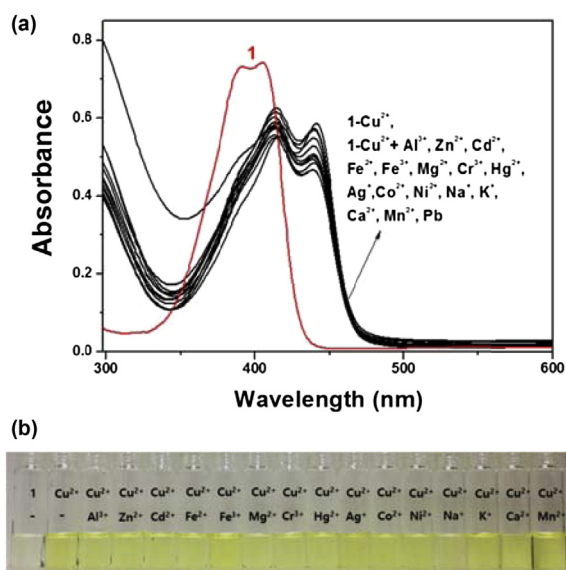 (a)
Absorbance
0.8
0.6
0.4
0.2
0.0
1
1-Cu²⁺,
1-Cu²⁺+ Al³⁺, Zn²⁺, Cd²⁺,
Fe²⁺, Fe³⁺, Mg²⁺, Cr³⁺, Hg²⁺,
Ag⁺,Co²⁺, Ni²⁺, Na⁺, K⁺,
Ca²⁺, Mn²⁺, Pb
300 400 500 600
Wavelength (nm)
(b)
1 Cu²⁺ Cu²⁺ Cu²⁺ Cu²⁺ Cu²⁺ Cu²⁺ Cu²⁺ Cu²⁺ Cu²⁺ Cu²⁺ Cu²⁺ Cu²⁺ Cu²⁺ Cu²⁺ Cu²⁺ Cu²⁺
- - Al³⁺ Zn²⁺ Cd²⁺ Fe²⁺ Fe³⁺ Mg²⁺ Cr³⁺ Hg²⁺ Ag⁺ Co²⁺ Ni²⁺ Na⁺ K⁺ Ca²⁺ Mn²⁺